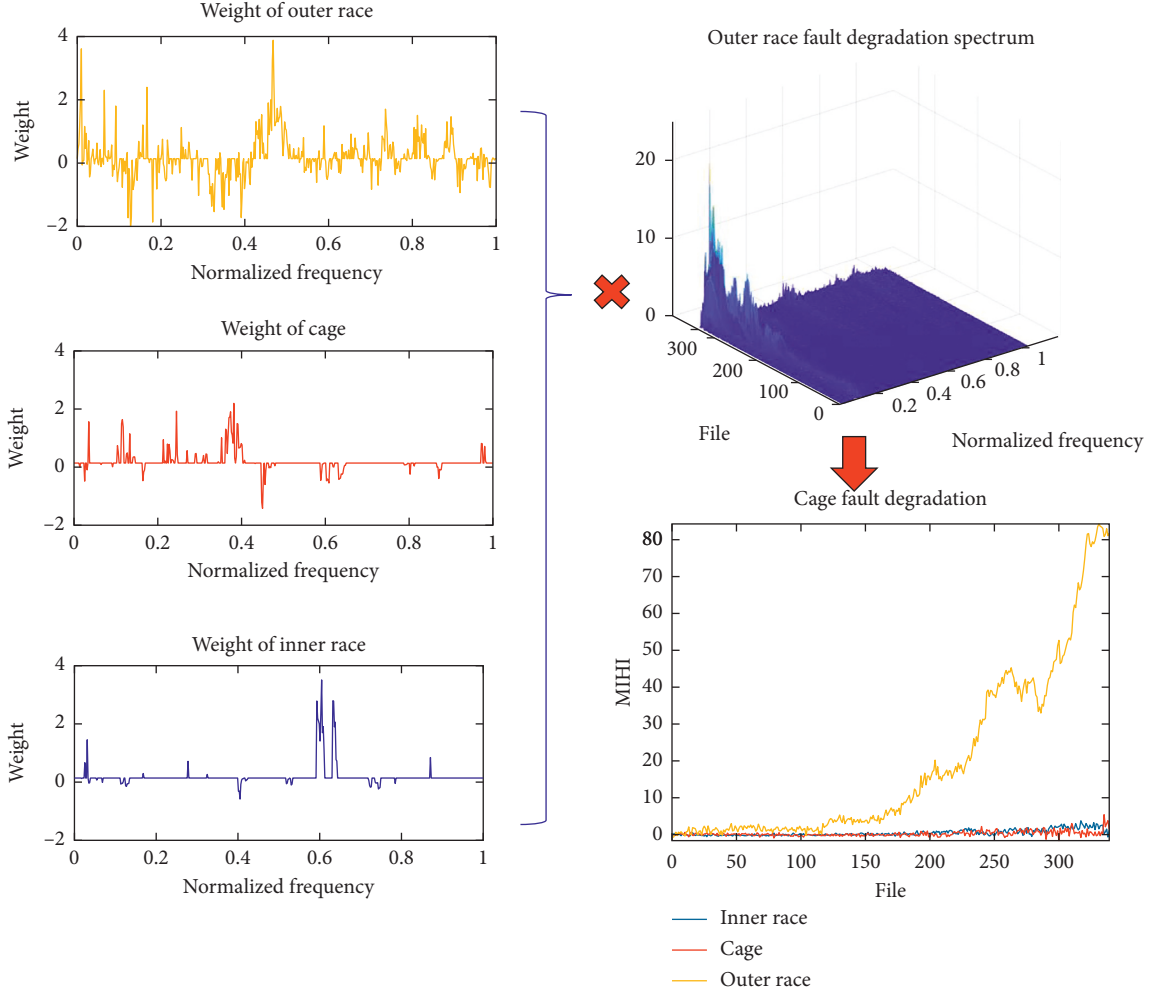 Weight of outer race
4
2
0
−2
Weight
0 0.2 0.4 0.6 0.8 1
Normalized frequency
Weight of cage
4
2
0
−2
Weight
0 0.2 0.4 0.6 0.8 1
Normalized frequency
Weight of inner race
4
2
0
−2
Weight
0 0.2 0.4 0.6 0.8 1
Normalized frequency
Outer race fault degradation spectrum
20
10
0
300
200
100
0
0.2
0.4
0.6
0.8
1
File
Normalized frequency
Cage fault degradation
80
70
60
50
40
30
20
10
0
MIHI
0 50 100 150 200 250 300
File
Inner race
Cage
Outer race